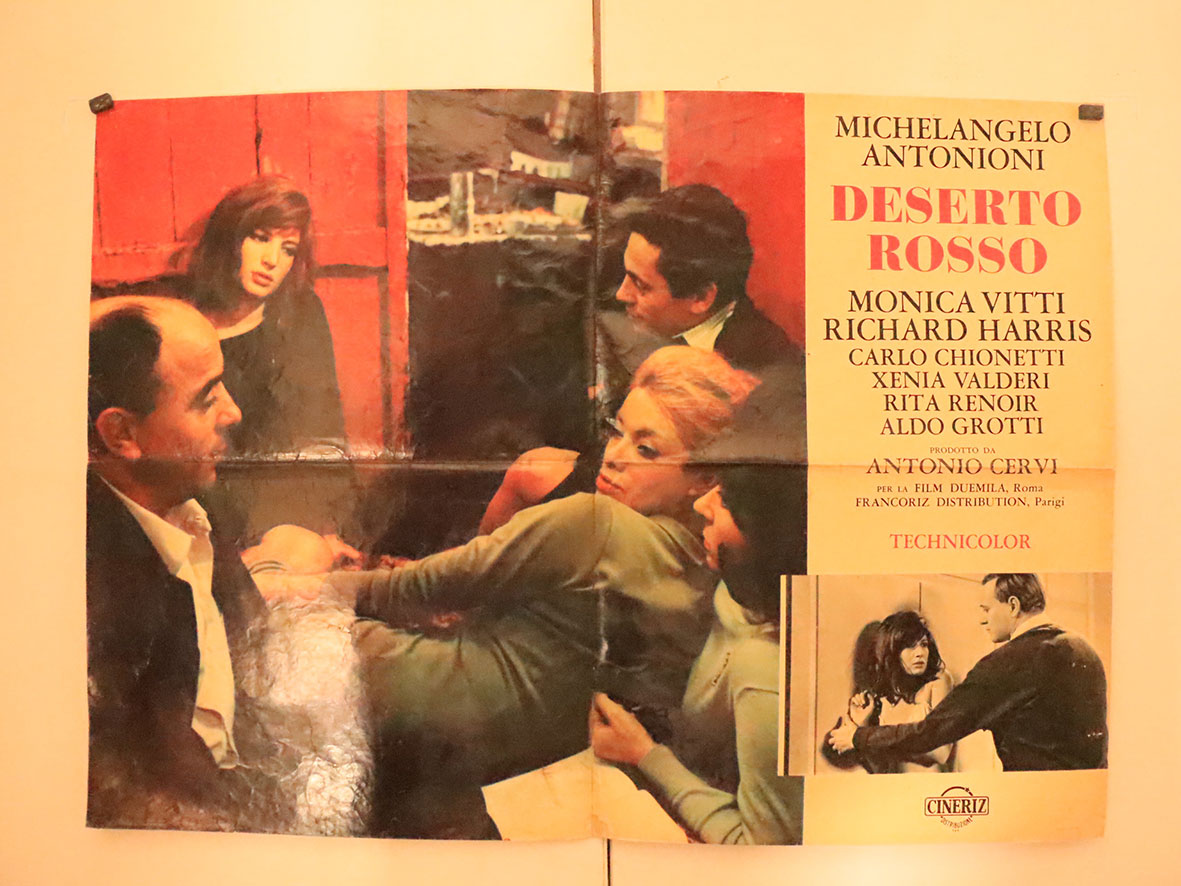 MICHELANGELO
ANTONIONI
DESERTO
ROSSO
MONICA VITTI
RICHARD HARRIS
CARLO CHIONETTI
XENIA VALDERI
RITA RENOIR
ALDO GROTTI
PRODOTTO DA
ANTONIO CERVI
PER LA FILM DUEMILA, Roma
FRANCORIZ DISTRIBUTION, Parigi
TECHNICOLOR
CINERIZ
DISTRIBUZIONE